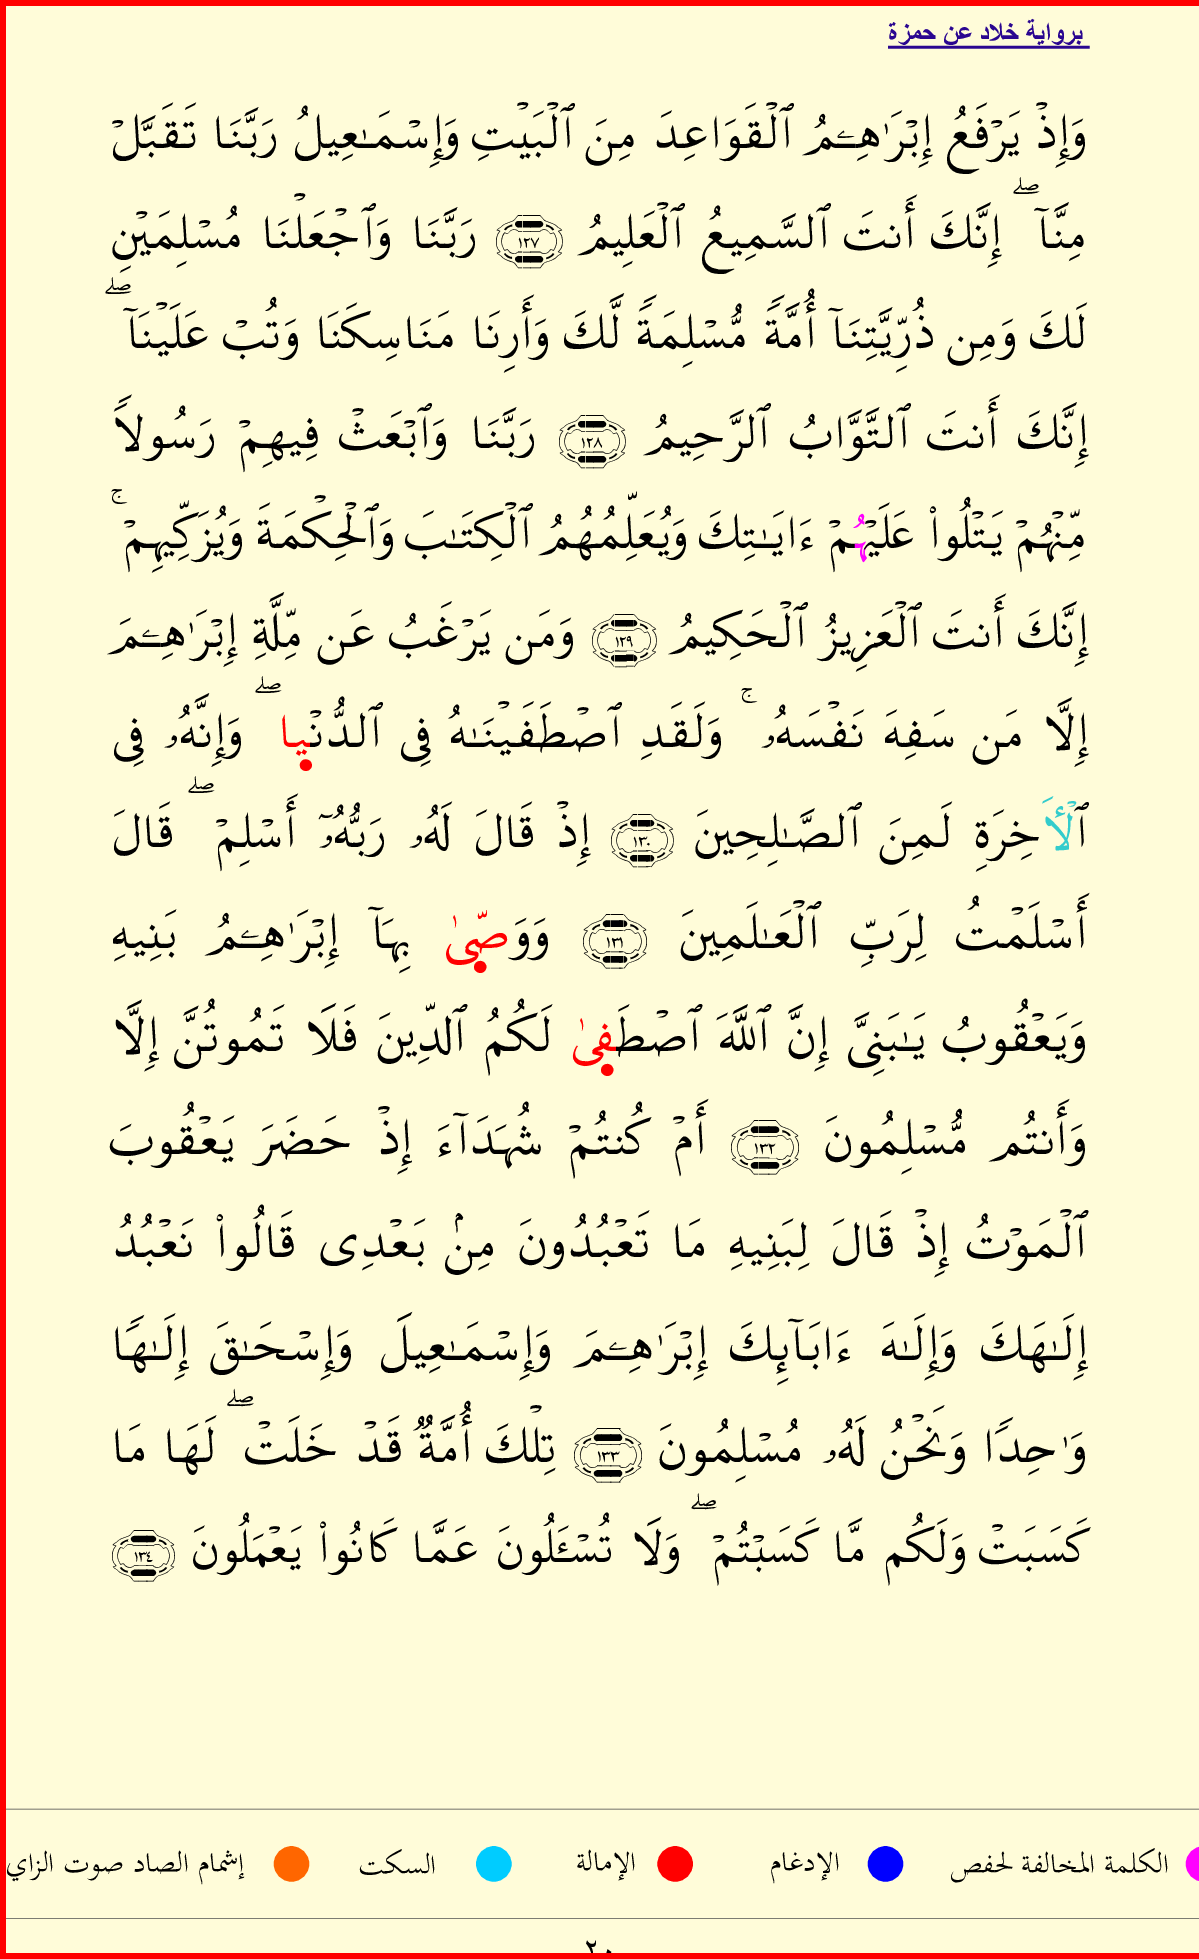 برواية خلاد عن حمزة
وَإِذۡ يَرۡفَعُ إِبۡرَٰهِـۧمُ ٱلۡقَوَاعِدَ مِنَ ٱلۡبَيۡتِ وَإِسۡمَـٰعِيلُ رَبَّنَا تَقَبَّلۡ
مِنَّآۖ إِنَّكَ أَنتَ ٱلسَّمِيعُ ٱلۡعَلِيمُ ١٢٧ رَبَّنَا وَٱجۡعَلۡنَا مُسۡلِمَيۡنِ
لَكَ وَمِن ذُرِّيَّتِنَآ أُمَّةً مُّسۡلِمَةً لَّكَ وَأَرِنَا مَنَاسِكَنَا وَتُبۡ عَلَيۡنَآۖ
إِنَّكَ أَنتَ ٱلتَّوَّابُ ٱلرَّحِيمُ ١٢٨ رَبَّنَا وَٱبۡعَثۡ فِيهِمۡ رَسُولاً
مِّنۡهُمۡ يَتۡلُواْ عَلَيۡهُمۡ ءَايَـٰتِكَ وَيُعَلِّمُهُمُ ٱلۡكِتَـٰبَ وَٱلۡحِكۡمَةَ وَيُزَكِّيهِمۡۚ
إِنَّكَ أَنتَ ٱلۡعَزِيزُ ٱلۡحَكِيمُ ١٢٩ وَمَن يَرۡغَبُ عَن مِّلَّةِ إِبۡرَٰهِـۧمَ
إِلَّا مَن سَفِهَ نَفۡسَهُۥۚ وَلَقَدِ ٱصۡطَفَيۡنَـٰهُ فِى ٱلدُّنۡيا ۖ وَإِنَّهُۥ فِى
ٱلۡأَخِرَةِ لَمِنَ ٱلصَّـٰلِحِينَ ١٣٠ إِذۡ قَالَ لَهُۥ رَبُّهُۥٓ أَسۡلِمۡۖ قَالَ
أَسۡلَمۡتُ لِرَبِّ ٱلۡعَـٰلَمِينَ ١٣١ وَوَصّىٰ بِهَآ إِبۡرَٰهِـۧمُ بَنِيهِ
وَيَعۡقُوبُ يَـٰبَنِىَّ إِنَّ ٱللَّهَ ٱصۡطَفىٰ لَكُمُ ٱلدِّينَ فَلَا تَمُوتُنَّ إِلَّا
وَأَنتُم مُّسۡلِمُونَ ١٣٢ أَمۡ كُنتُمۡ شُهَدَآءَ إِذۡ حَضَرَ يَعۡقُوبَ
ٱلۡمَوۡتُ إِذۡ قَالَ لِبَنِيهِ مَا تَعۡبُدُونَ مِنۢ بَعۡدِى قَالُواْ نَعۡبُدُ
إِلَـٰهَكَ وَإِلَـٰهَ ءَابَآئِكَ إِبۡرَٰهِـۧمَ وَإِسۡمَـٰعِيلَ وَإِسۡحَـٰقَ إِلَـٰهًا
وَٰحِدًا وَنَحۡنُ لَهُۥ مُسۡلِمُونَ ١٣٣ تِلۡكَ أُمَّةٌ قَدۡ خَلَتۡۖ لَهَا مَا
كَسَبَتۡ وَلَكُم مَّا كَسَبۡتُمۡۖ وَلَا تُسۡـَٔلُونَ عَمَّا كَانُواْ يَعۡمَلُونَ ١٣٤
الكلمة المخالفة لحفص الإدغام الإمالة السكت إشمام الصاد صوت الزاي
٢٠